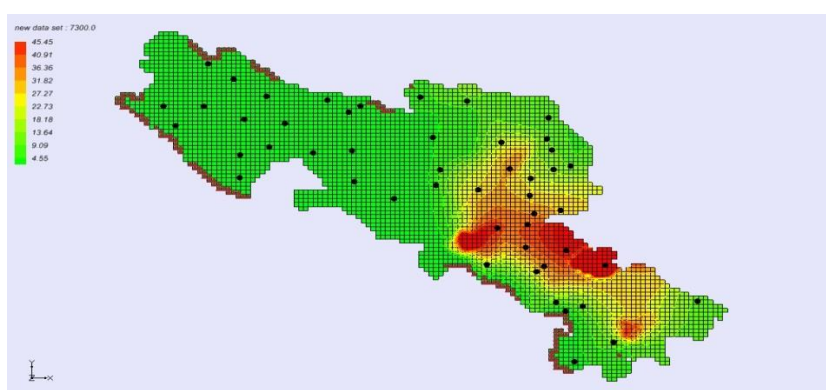 new data set : 7300.0
45.45
40.91
36.36
31.82
27.27
22.73
18.18
13.64
9.09
4.55
Y
Z
X